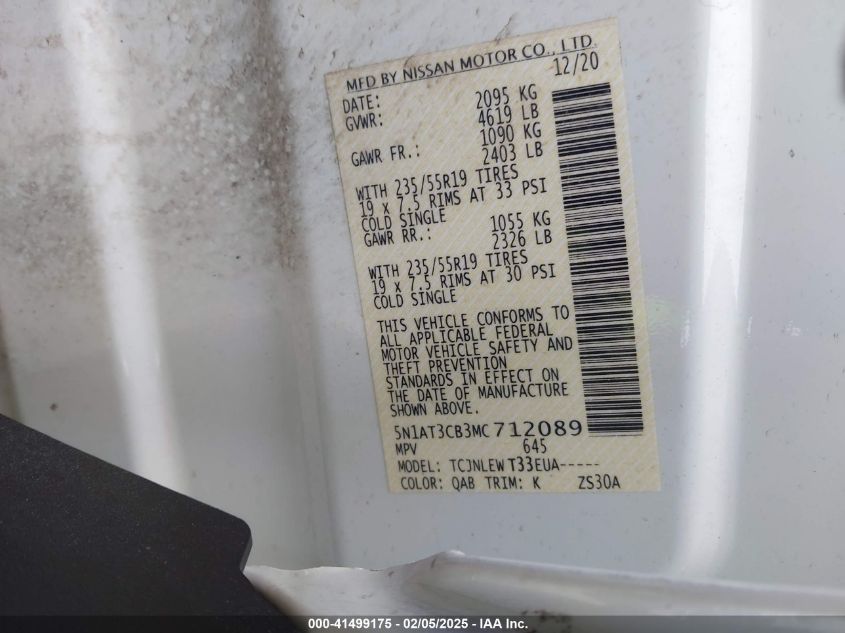 MFD BY NISSAN MOTOR CO., LTD.
DATE: 12/20
GVWR: 2095 KG
4619 LB
GAWR FR.: 1090 KG
2403 LB
WITH 235/55R19 TIRES
19 x 7.5 RIMS AT 33 PSI
COLD SINGLE
GAWR RR.: 1055 KG
2326 LB
WITH 235/55R19 TIRES
19 x 7.5 RIMS AT 30 PSI
COLD SINGLE
THIS VEHICLE CONFORMS TO
ALL APPLICABLE FEDERAL
MOTOR VEHICLE SAFETY AND
THEFT PREVENTION
STANDARDS IN EFFECT ON
THE DATE OF MANUFACTURE
SHOWN ABOVE.
5N1AT3CB3MC712089
MPV 645
MODEL: TCJNLEW T33EUA-----
COLOR: QAB TRIM: K ZS30A
000-41499175 - 02/05/2025 - IAA Inc.